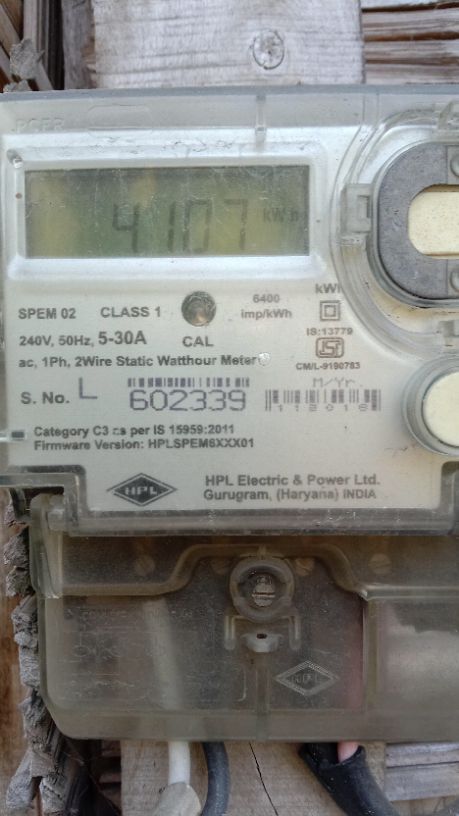 4107 kWh
SPEM 02 CLASS 1 6400 imp/kWh
240V, 50Hz, 5-30A CAL IS:13779
ac, 1Ph, 2Wire Static Watthour Meter CM/L-9190783
M/Yr.
S. No. L 602339 112016
Category C3 as per IS 15959:2011
Firmware Version: HPLSPEM6XXX01
HPL HPL Electric & Power Ltd.
Gurugram, (Haryana) INDIA